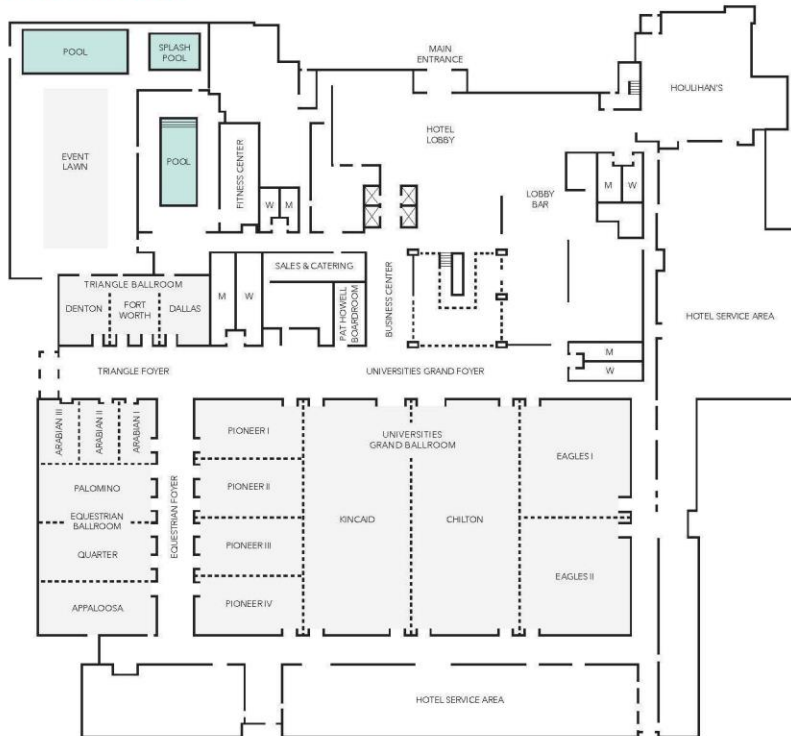 POOL
SPLASH
POOL
MAIN
ENTRANCE
HOULIHAN'S
EVENT
LAWN
POOL
FITNESS CENTER
HOTEL
LOBBY
W
M
LOBBY
BAR
M
W
TRIANGLE BALLROOM
DENTON
FORT
WORTH
DALLAS
M
W
SALES & CATERING
PAT HOWELL
BOARDROOM
BUSINESS CENTER
HOTEL SERVICE AREA
M
W
TRIANGLE FOYER
UNIVERSITIES GRAND FOYER
ARABIAN III
ARABIAN II
ARABIAN I
PALOMINO
EQUESTRIAN
BALLROOM
QUARTER
APPALOOSA
EQUESTRIAN FOYER
PIONEER I
PIONEER II
PIONEER III
PIONEER IV
UNIVERSITIES
GRAND BALLROOM
KINCAID
CHILTON
EAGLES I
EAGLES II
HOTEL SERVICE AREA